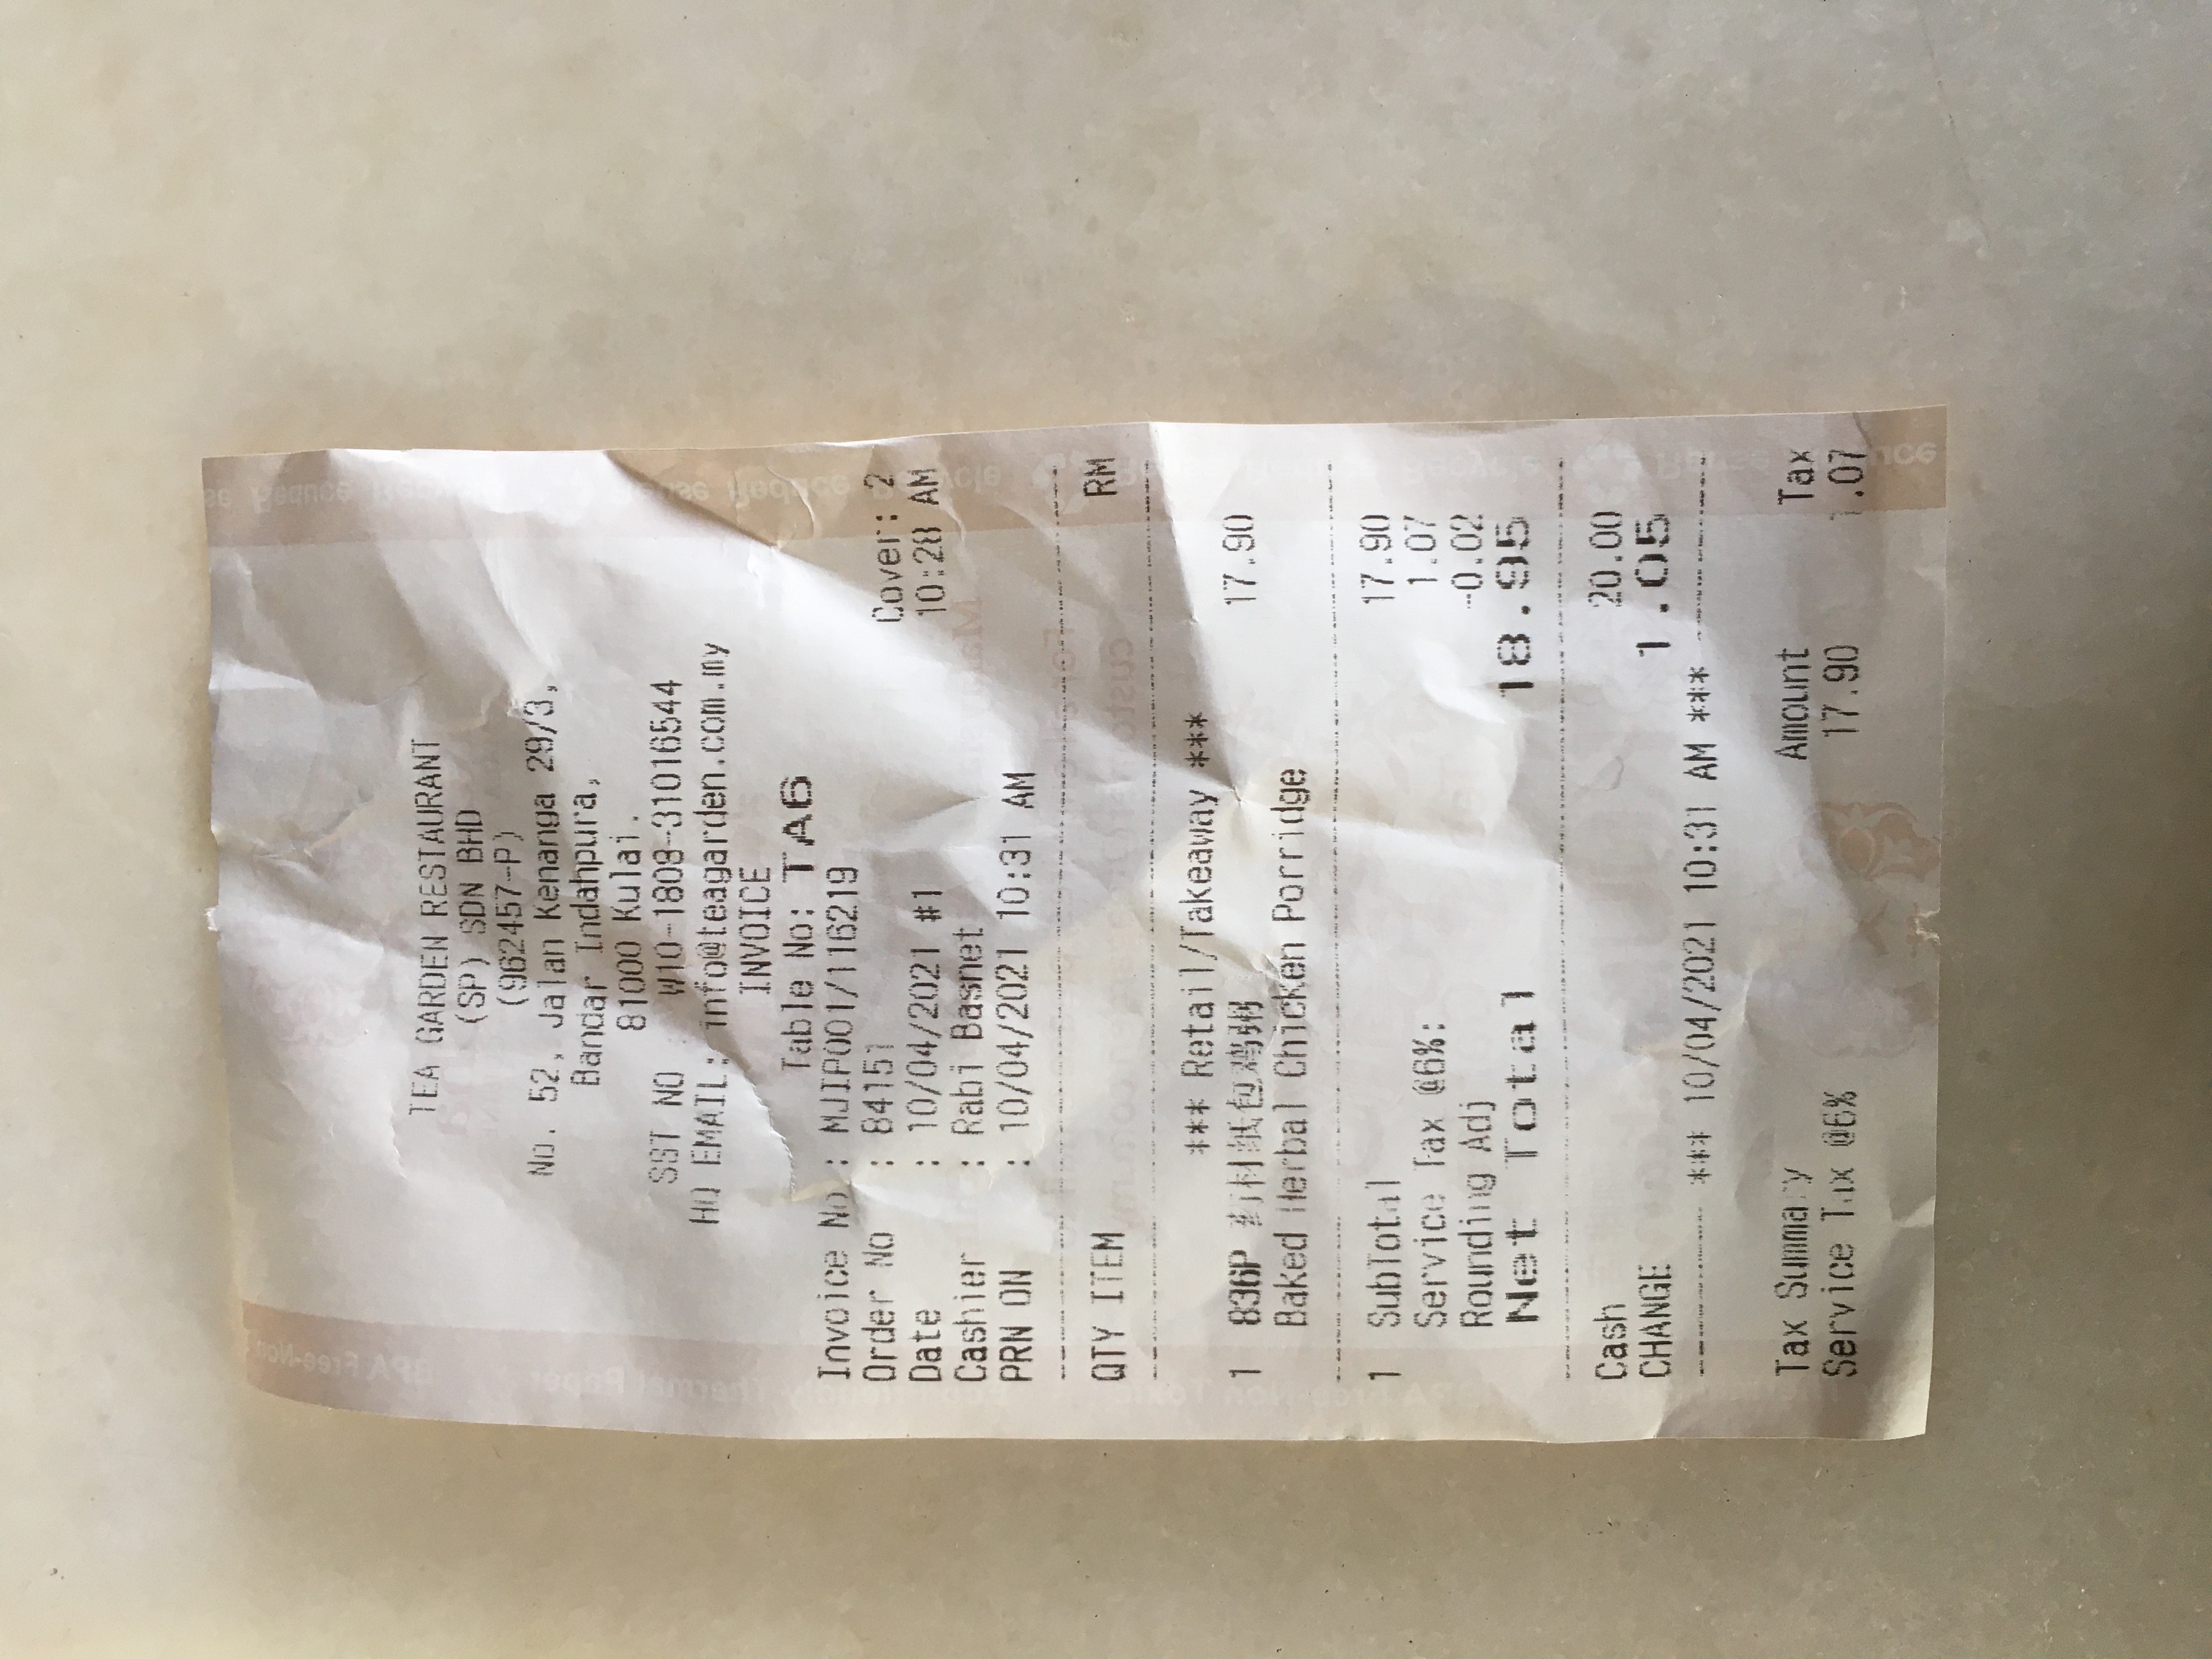 TEA GARDEN RESTAURANT
(SP) SDN BHD
(962457-P)
No. 52, Jalan Kenanga 29/3,
Bandar Indahpura,
81000 Kulai.
SST NO : W10-1808-31016544
HQ EMAIL: info@teagarden.com.my
INVOICE
Table No: TA6
Invoice No : MJIP001/116219
Order No : 84151 Cover: 2
Date : 10/04/2021 #1 10:28 AM
Cashier : Rabi Basnet
PRN ON : 10/04/2021 10:31 AM
QTY ITEM RM
*** Retail/Takeaway ***
1 836P 药材纸包鸡粥 17.90
Baked Herbal Chicken Porridge
1 SubTotal 17.90
Service Tax @6%: 1.07
Rounding Adj -0.02
Net Total 18.95
Cash 20.00
CHANGE 1.05
*** 10/04/2021 10:31 AM ***
Tax Summary Amount Tax
Service Tax @6% 17.90 1.07